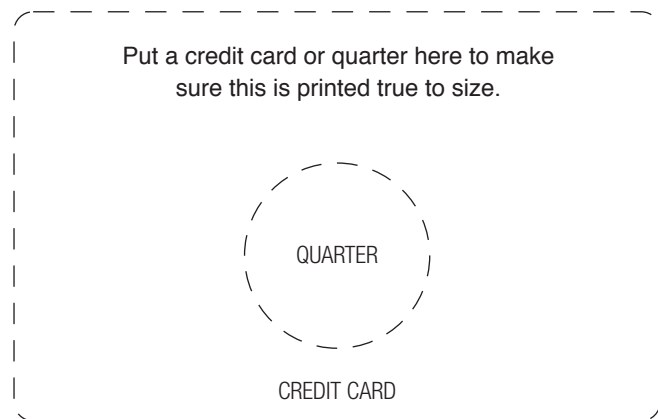 Put a credit card or quarter here to make
sure this is printed true to size.
QUARTER
CREDIT CARD